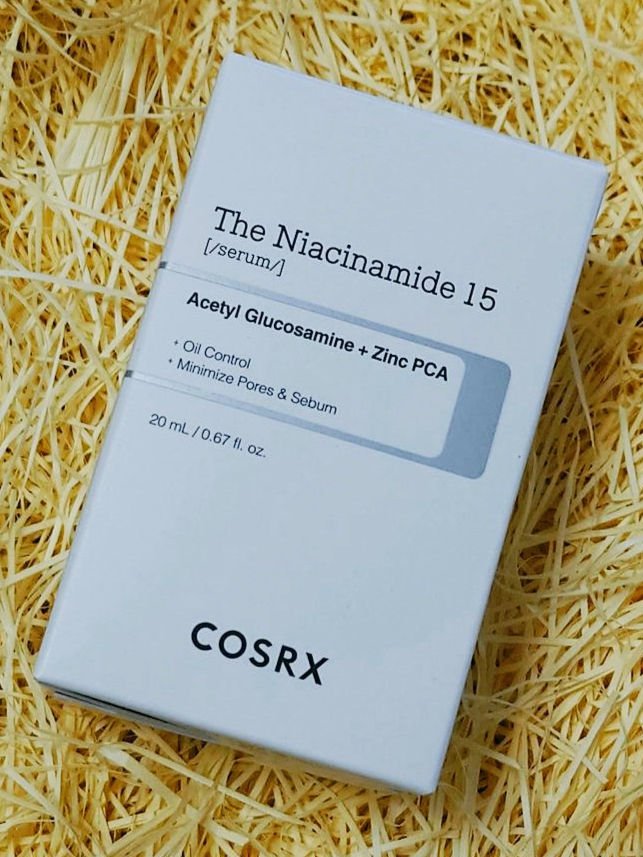 The Niacinamide 15
[/serum/]
Acetyl Glucosamine + Zinc PCA
+ Oil Control
+ Minimize Pores & Sebum
20 mL / 0.67 fl. oz.
COSRX